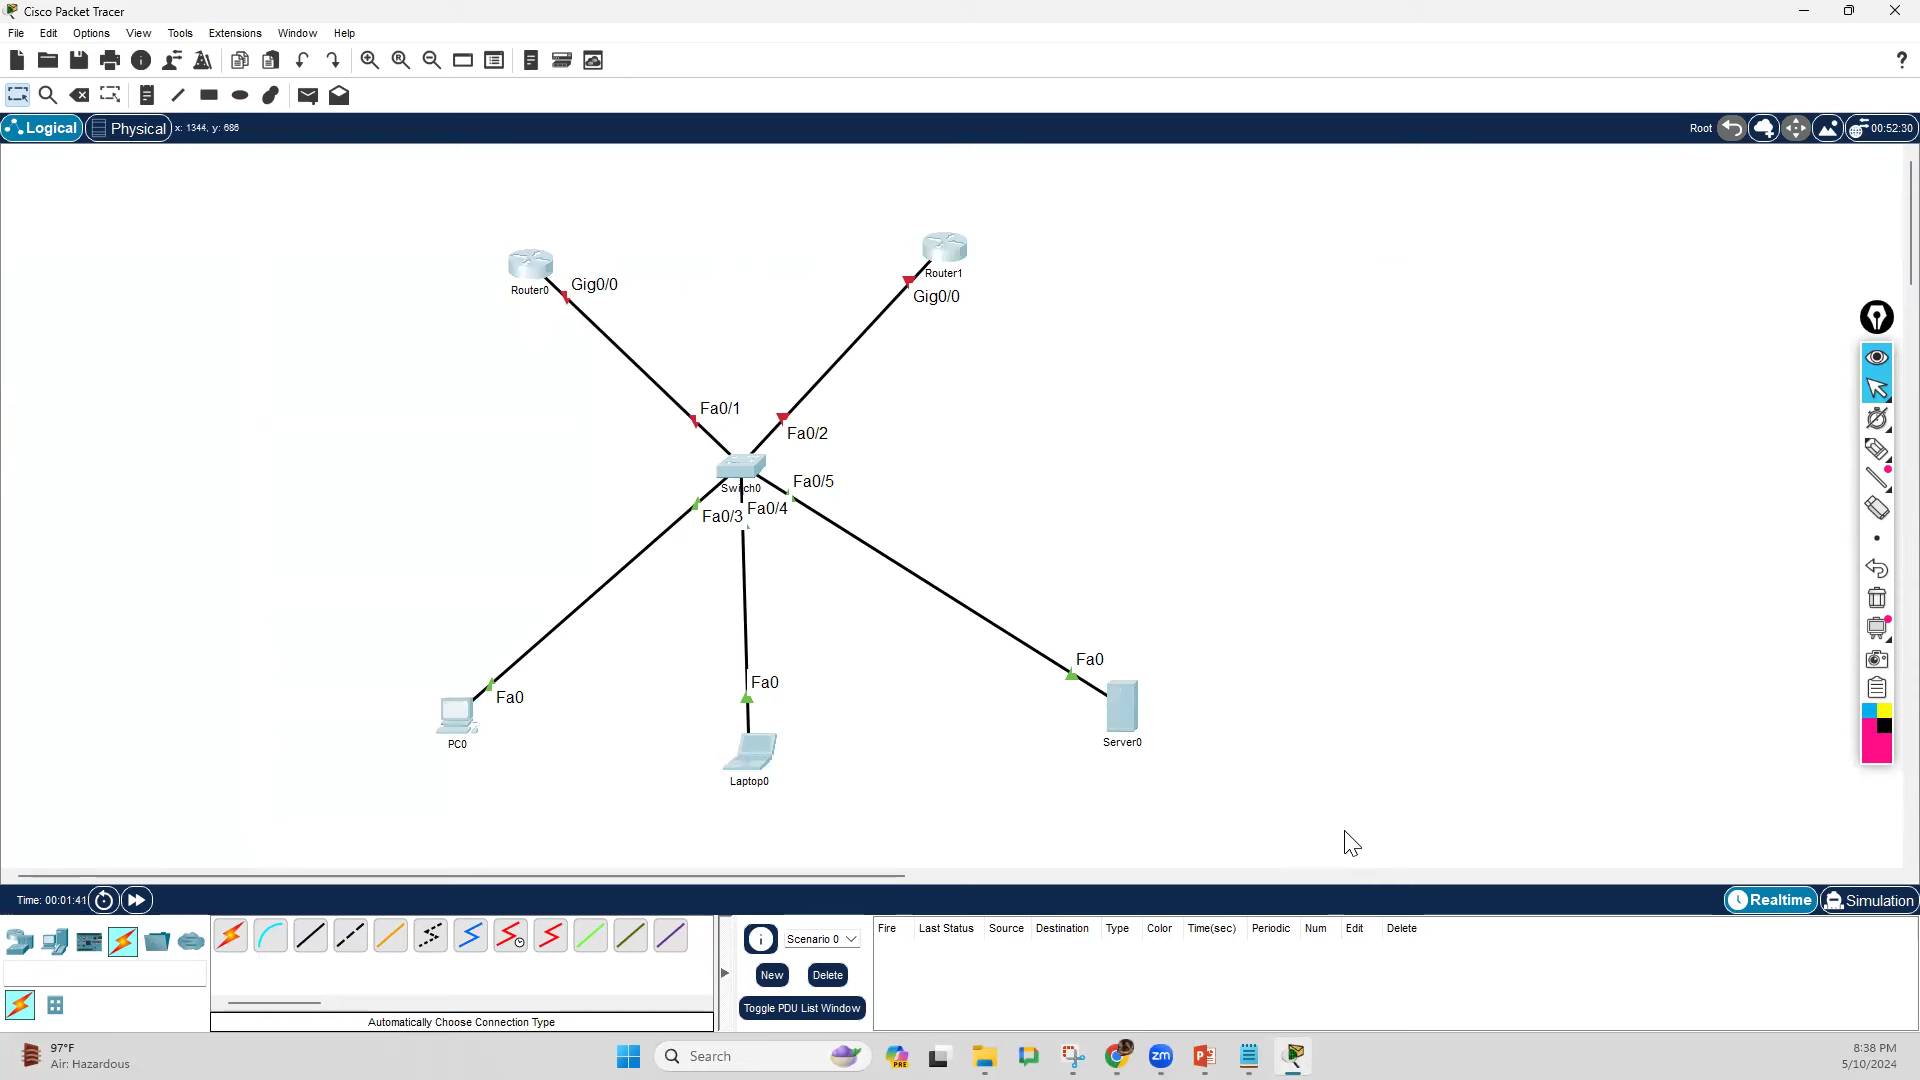 Cisco Packet Tracer
File Edit Options View Tools Extensions Window Help
?
Logical Physical x: 1344, y: 686 Root 00:52:30
Router1
Gig0/0
Router0
Gig0/0
Fa0/1
Fa0/2
Switch0
Fa0/5
Fa0/4
Fa0/3
Fa0
Fa0
Fa0
PC0
Server0
Laptop0
Time: 00:01:41 Realtime Simulation
Scenario 0
Fire Last Status Source Destination Type Color Time(sec) Periodic Num Edit Delete
New Delete
Toggle PDU List Window
Automatically Choose Connection Type
97°F
Air: Hazardous
Search
PRE
zm
8:38 PM
5/10/2024